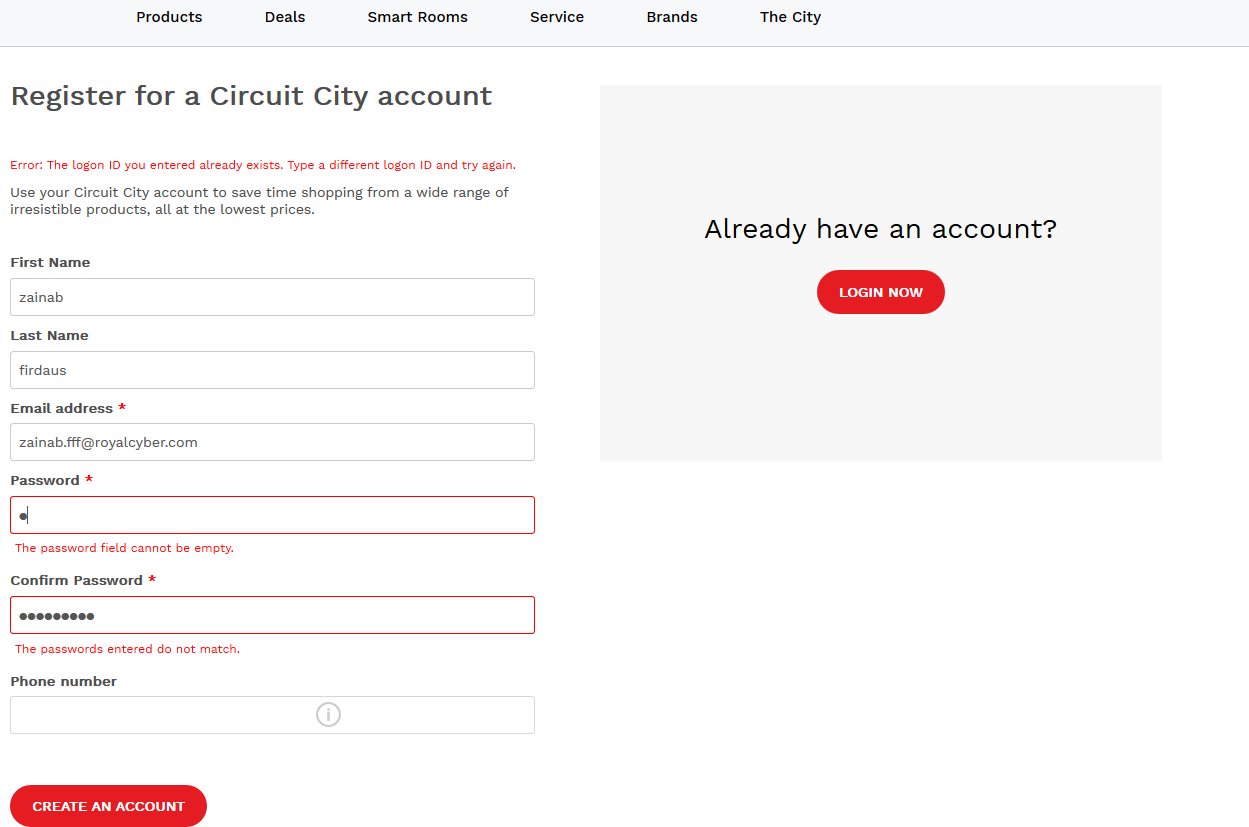 Products Deals Smart Rooms Service Brands The City
Register for a Circuit City account
Error: The logon ID you entered already exists. Type a different logon ID and try again.
Use your Circuit City account to save time shopping from a wide range of
irresistible products, all at the lowest prices.
First Name
zainab
Last Name
firdaus
Email address *
zainab.fff@royalcyber.com
Password *
●
The password field cannot be empty.
Confirm Password *
●●●●●●●●●
The passwords entered do not match.
Phone number
i
CREATE AN ACCOUNT
Already have an account?
LOGIN NOW